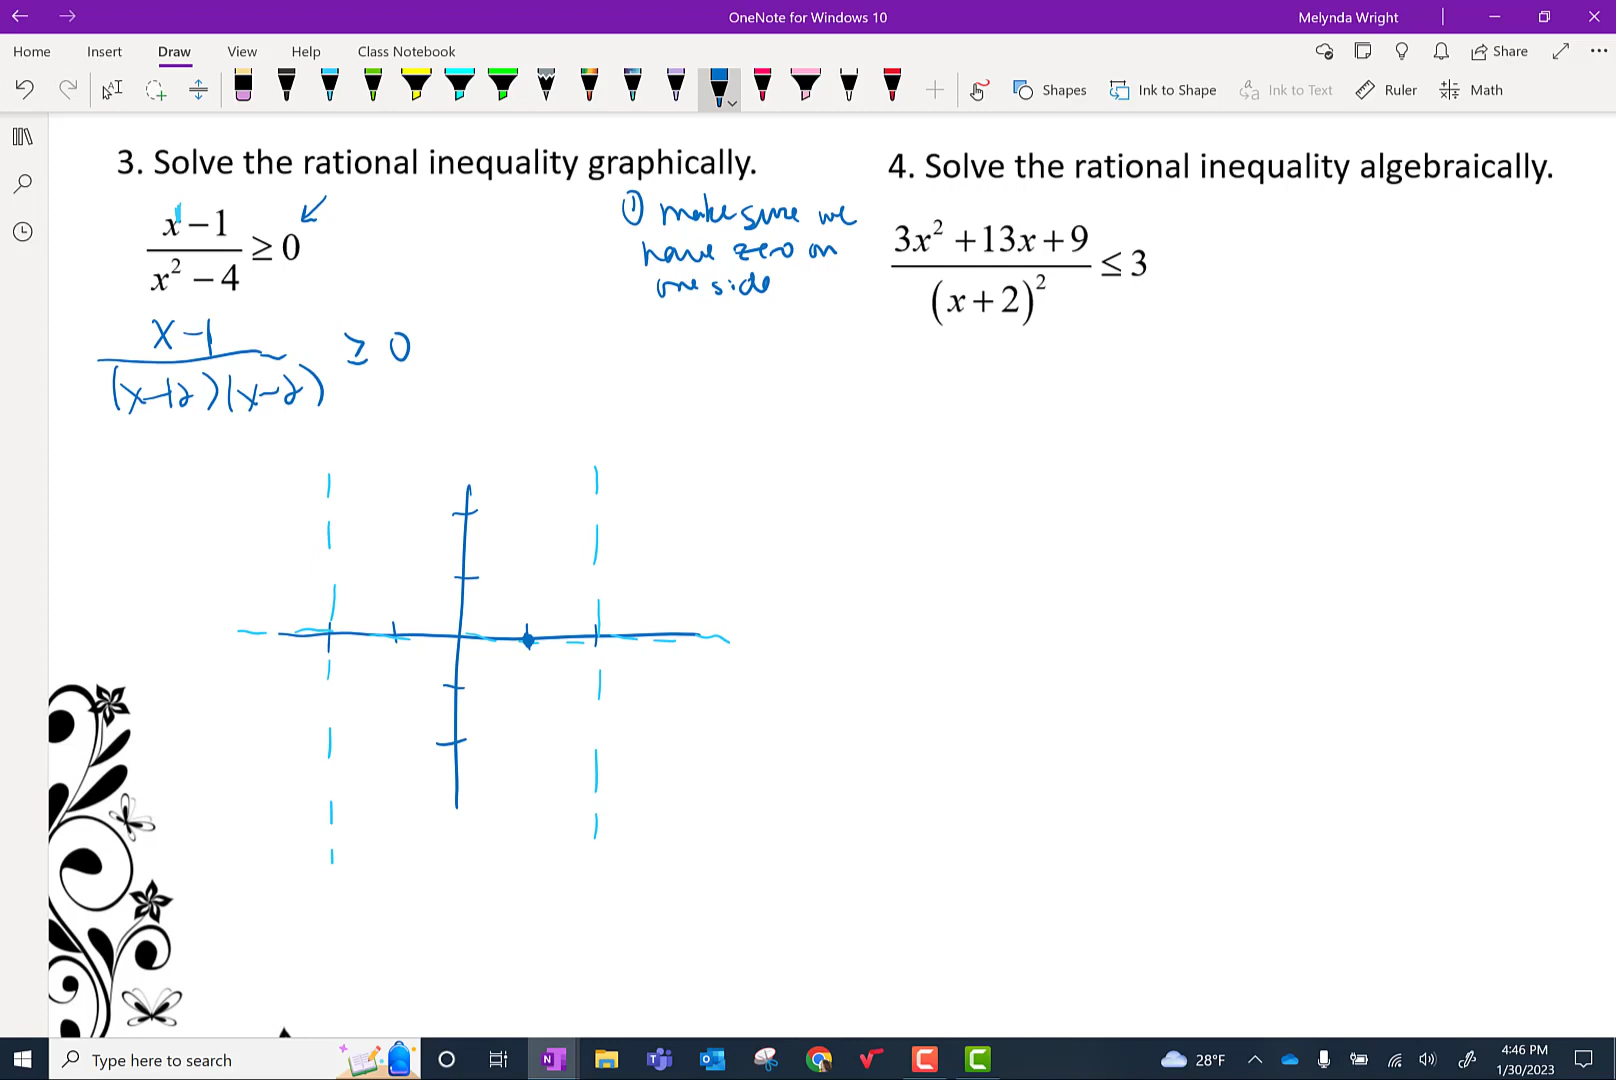 OneNote for Windows 10
Melynda Wright
Home
Insert
Draw
View
Help
Class Notebook
Share
Shapes
Ink to Shape
Ink to Text
Ruler
Math
3. Solve the rational inequality graphically.
x – 1
x² – 4
≥ 0
① make sure we
have zero on
one side
x – 1
(x+2)(x–2)
≥ 0
4. Solve the rational inequality algebraically.
3x² + 13x + 9
(x + 2)²
≤ 3
Type here to search
28°F
4:46 PM
1/30/2023